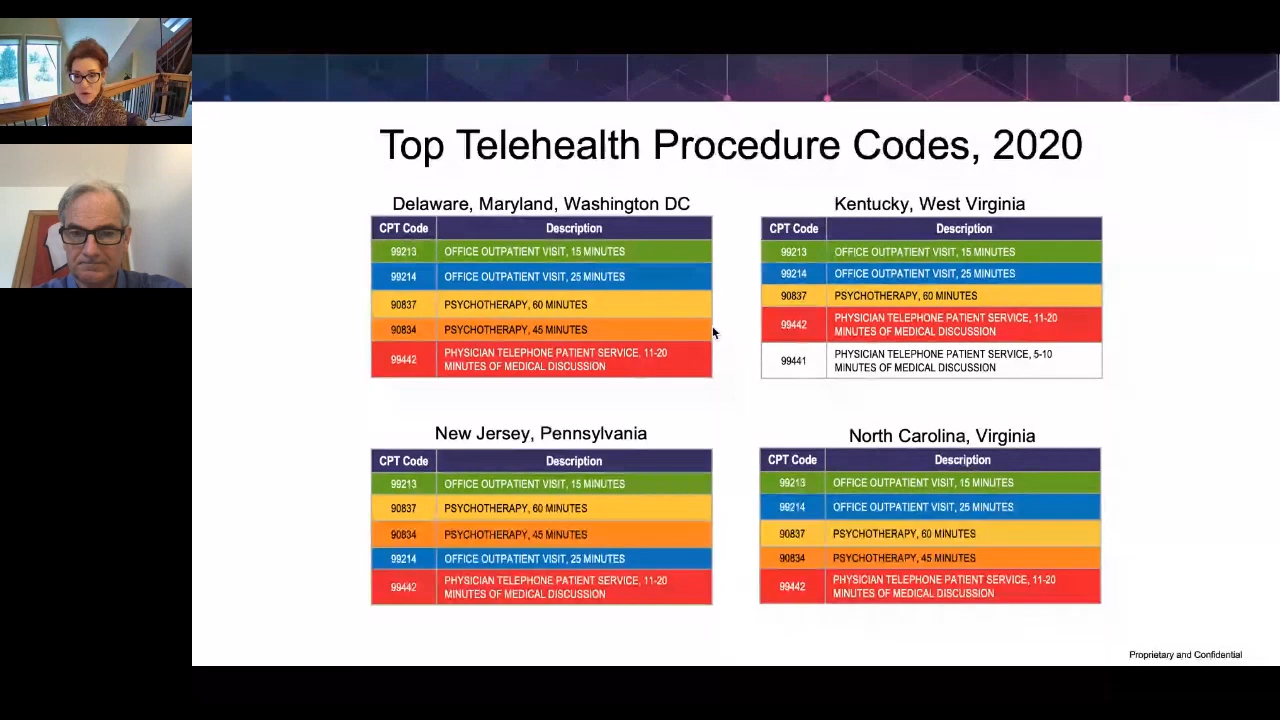 Top Telehealth Procedure Codes, 2020
Delaware, Maryland, Washington DC
CPT Code Description
99213 OFFICE OUTPATIENT VISIT, 15 MINUTES
99214 OFFICE OUTPATIENT VISIT, 25 MINUTES
90837 PSYCHOTHERAPY, 60 MINUTES
90834 PSYCHOTHERAPY, 45 MINUTES
99442 PHYSICIAN TELEPHONE PATIENT SERVICE, 11-20
MINUTES OF MEDICAL DISCUSSION
Kentucky, West Virginia
CPT Code Description
99213 OFFICE OUTPATIENT VISIT, 15 MINUTES
99214 OFFICE OUTPATIENT VISIT, 25 MINUTES
90837 PSYCHOTHERAPY, 60 MINUTES
99442 PHYSICIAN TELEPHONE PATIENT SERVICE, 11-20
MINUTES OF MEDICAL DISCUSSION
99441 PHYSICIAN TELEPHONE PATIENT SERVICE, 5-10
MINUTES OF MEDICAL DISCUSSION
New Jersey, Pennsylvania
CPT Code Description
99213 OFFICE OUTPATIENT VISIT, 15 MINUTES
90837 PSYCHOTHERAPY, 60 MINUTES
90834 PSYCHOTHERAPY, 45 MINUTES
99214 OFFICE OUTPATIENT VISIT, 25 MINUTES
99442 PHYSICIAN TELEPHONE PATIENT SERVICE, 11-20
MINUTES OF MEDICAL DISCUSSION
North Carolina, Virginia
CPT Code Description
99213 OFFICE OUTPATIENT VISIT, 15 MINUTES
99214 OFFICE OUTPATIENT VISIT, 25 MINUTES
90837 PSYCHOTHERAPY, 60 MINUTES
90834 PSYCHOTHERAPY, 45 MINUTES
99442 PHYSICIAN TELEPHONE PATIENT SERVICE, 11-20
MINUTES OF MEDICAL DISCUSSION
Proprietary and Confidential